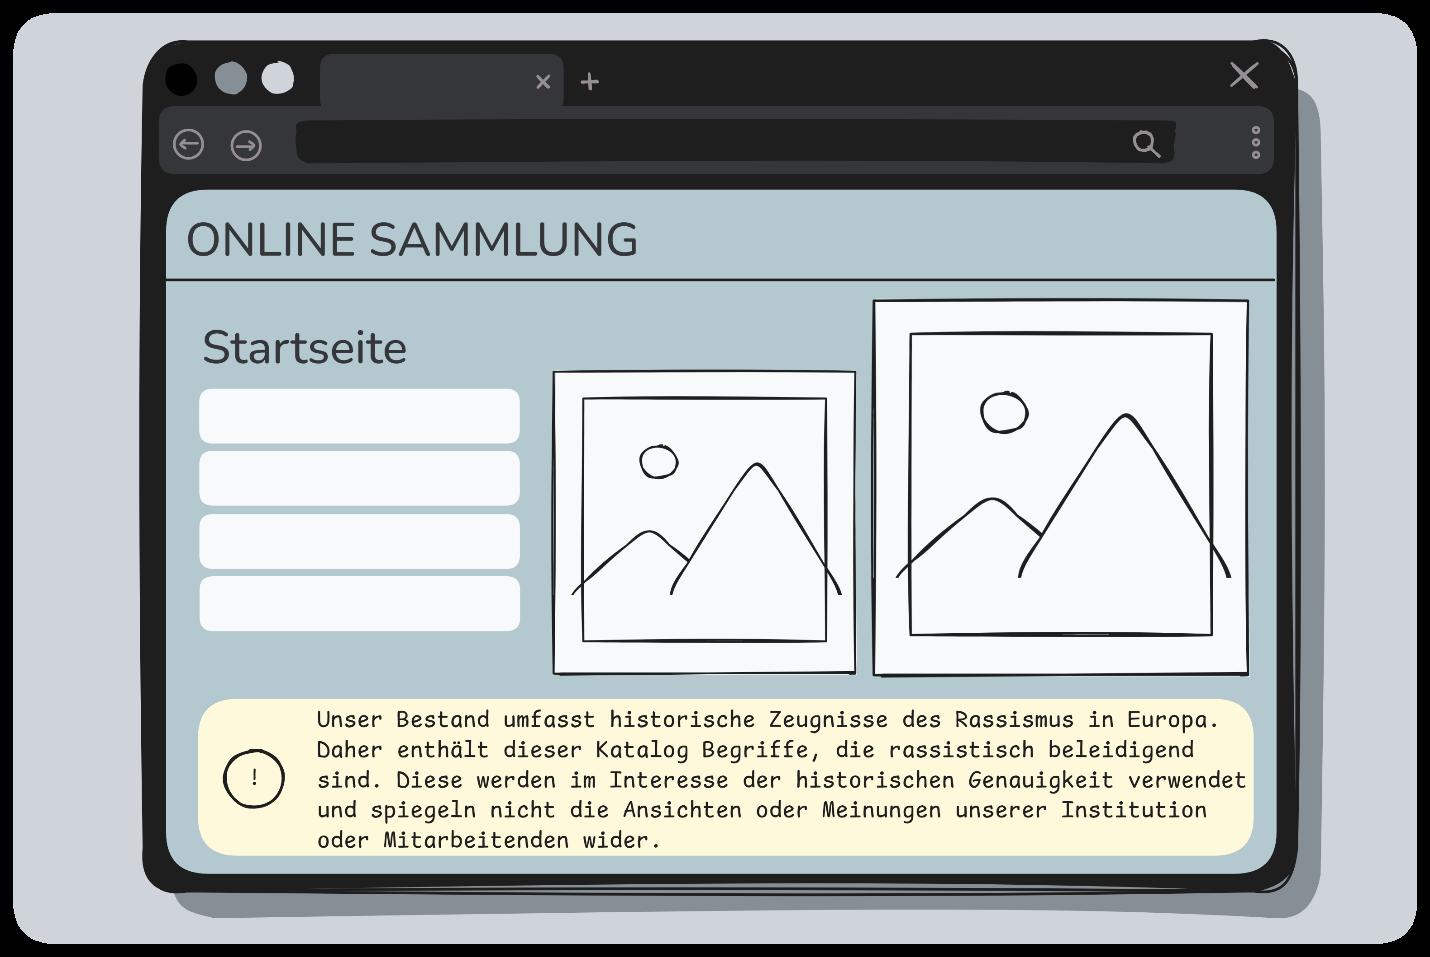 ONLINE SAMMLUNG
Startseite
!
Unser Bestand umfasst historische Zeugnisse des Rassismus in Europa.
Daher enthält dieser Katalog Begriffe, die rassistisch beleidigend
sind. Diese werden im Interesse der historischen Genauigkeit verwendet
und spiegeln nicht die Ansichten oder Meinungen unserer Institution
oder Mitarbeitenden wider.